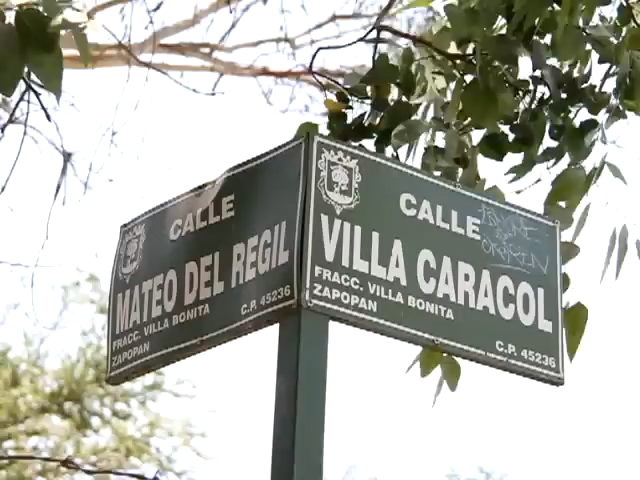 CALLE
MATEO DEL REGIL
FRACC. VILLA BONITA
ZAPOPAN
C.P. 45236
CALLE
VILLA CARACOL
FRACC. VILLA BONITA
ZAPOPAN
C.P. 45236